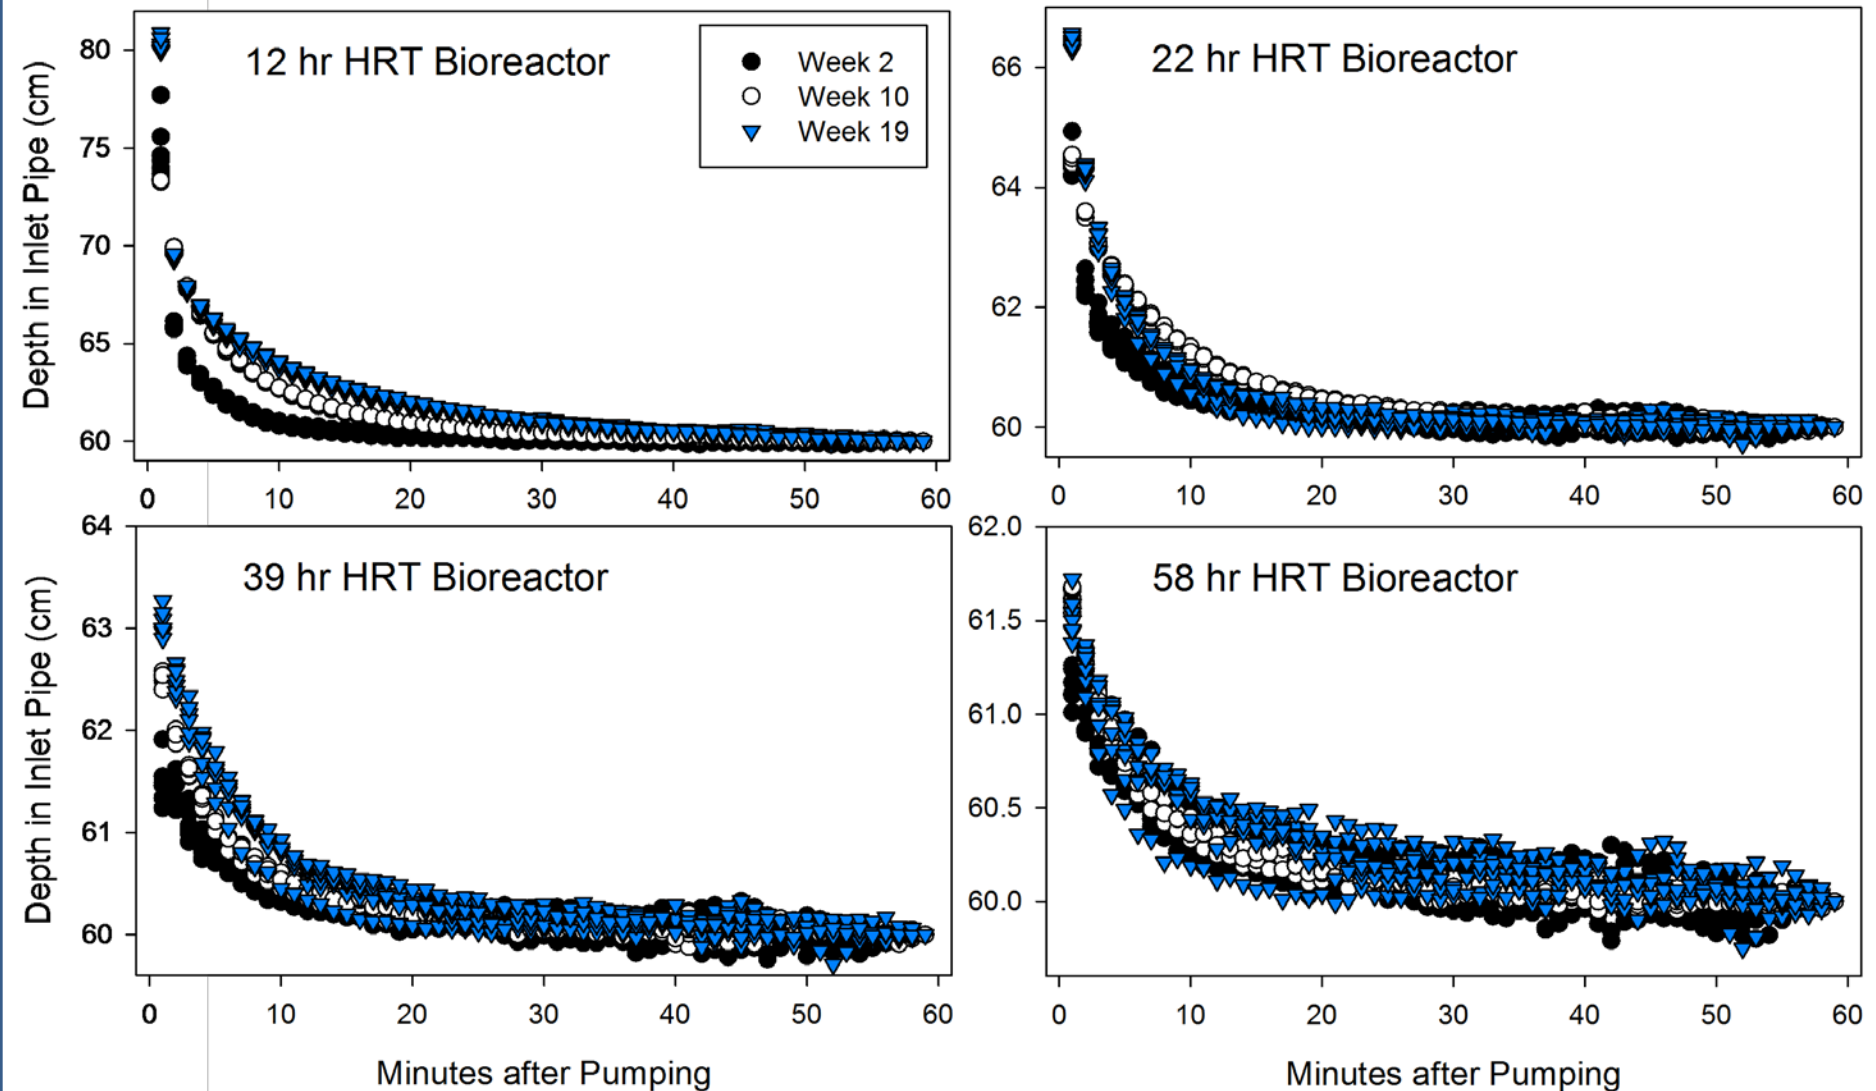 12 hr HRT Bioreactor
Week 2
Week 10
Week 19
Depth in Inlet Pipe (cm)
80
75
70
65
60
0 10 20 30 40 50 60
22 hr HRT Bioreactor
66
64
62
60
0 10 20 30 40 50 60
39 hr HRT Bioreactor
Depth in Inlet Pipe (cm)
64
63
62
61
60
0 10 20 30 40 50 60
Minutes after Pumping
58 hr HRT Bioreactor
62.0
61.5
61.0
60.5
60.0
0 10 20 30 40 50 60
Minutes after Pumping